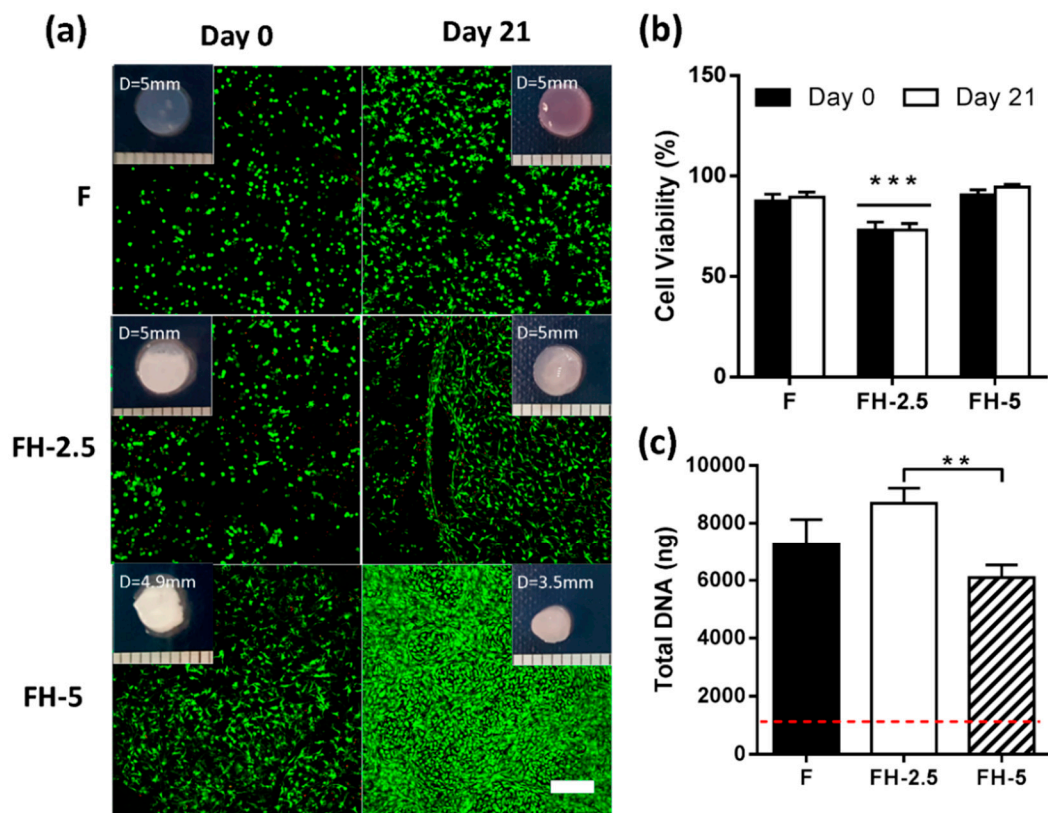 (a)
Day 0
Day 21
F
D=5mm
D=5mm
FH-2.5
D=5mm
D=5mm
FH-5
D=4.9mm
D=3.5mm
(b)
150
100
50
0
Cell Viability (%)
Day 0
Day 21
***
F
FH-2.5
FH-5
(c)
10000
8000
6000
4000
2000
0
Total DNA (ng)
**
F
FH-2.5
FH-5